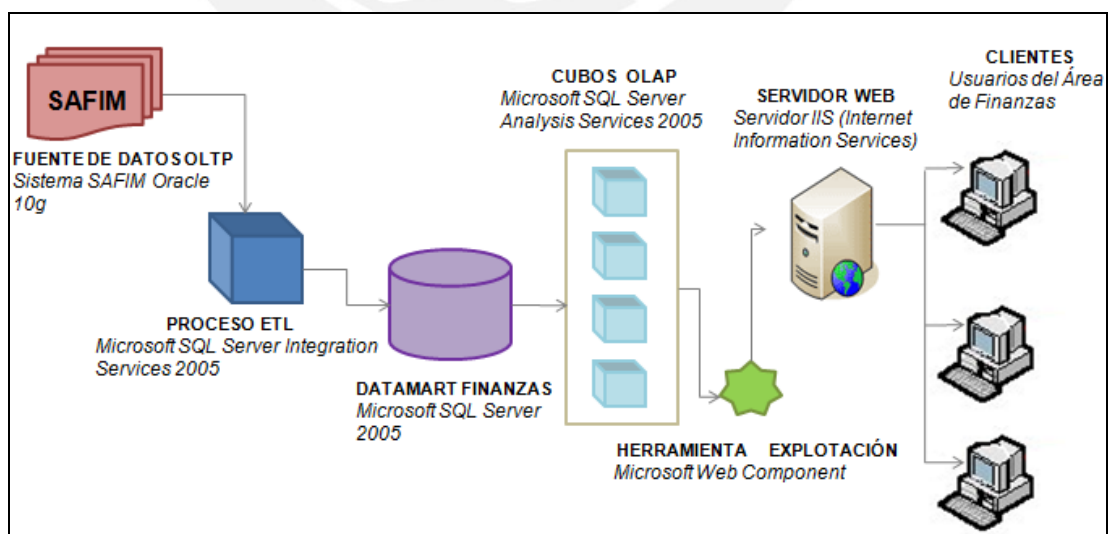 SAFIM
FUENTE DE DATOS OLTP
Sistema SAFIM Oracle
10g
PROCESO ETL
Microsoft SQL Server Integration
Services 2005
DATAMART FINANZAS
Microsoft SQL Server
2005
CUBOS OLAP
Microsoft SQL Server
Analysis Services 2005
HERRAMIENTA EXPLOTACIÓN
Microsoft Web Component
SERVIDOR WEB
Servidor IIS (Internet
Information Services)
CLIENTES
Usuarios del Área
de Finanzas